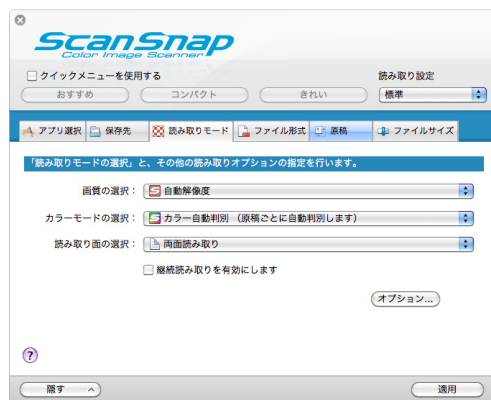 ScanSnap
Color Image Scanner
クイックメニューを使用する
読み取り設定
おすすめ
コンパクト
きれい
標準
アプリ選択
保存先
読み取りモード
ファイル形式
原稿
ファイルサイズ
「読み取りモードの選択」と、その他の読み取りオプションの指定を行います。
画質の選択：
自動解像度
カラーモードの選択：
カラー自動判別 （原稿ごとに自動判別します）
読み取り面の選択：
両面読み取り
継続読み取りを有効にします
オプション...
?
隠す
適用